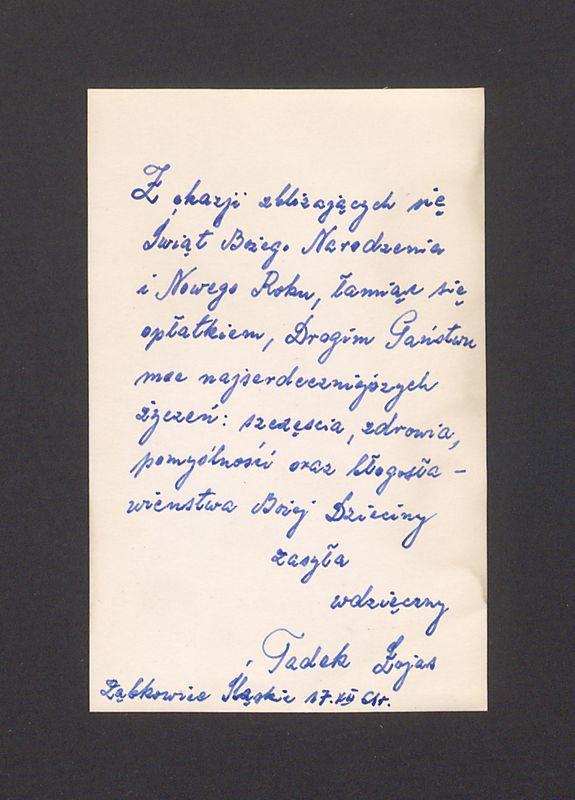 Z okazji zbliżających się
Świąt Bożego Narodzenia
i Nowego Roku, łamiąc się
opłatkiem, Drogim Państwu
moc najserdeczniejszych
życzeń: szczęścia, zdrowia,
pomyślności oraz błogosła-
wieństwa Bożej Dzieciny
zasyła
wdzięczny
Tadek
Ząbkowice Śląskie 17.XII 61r.